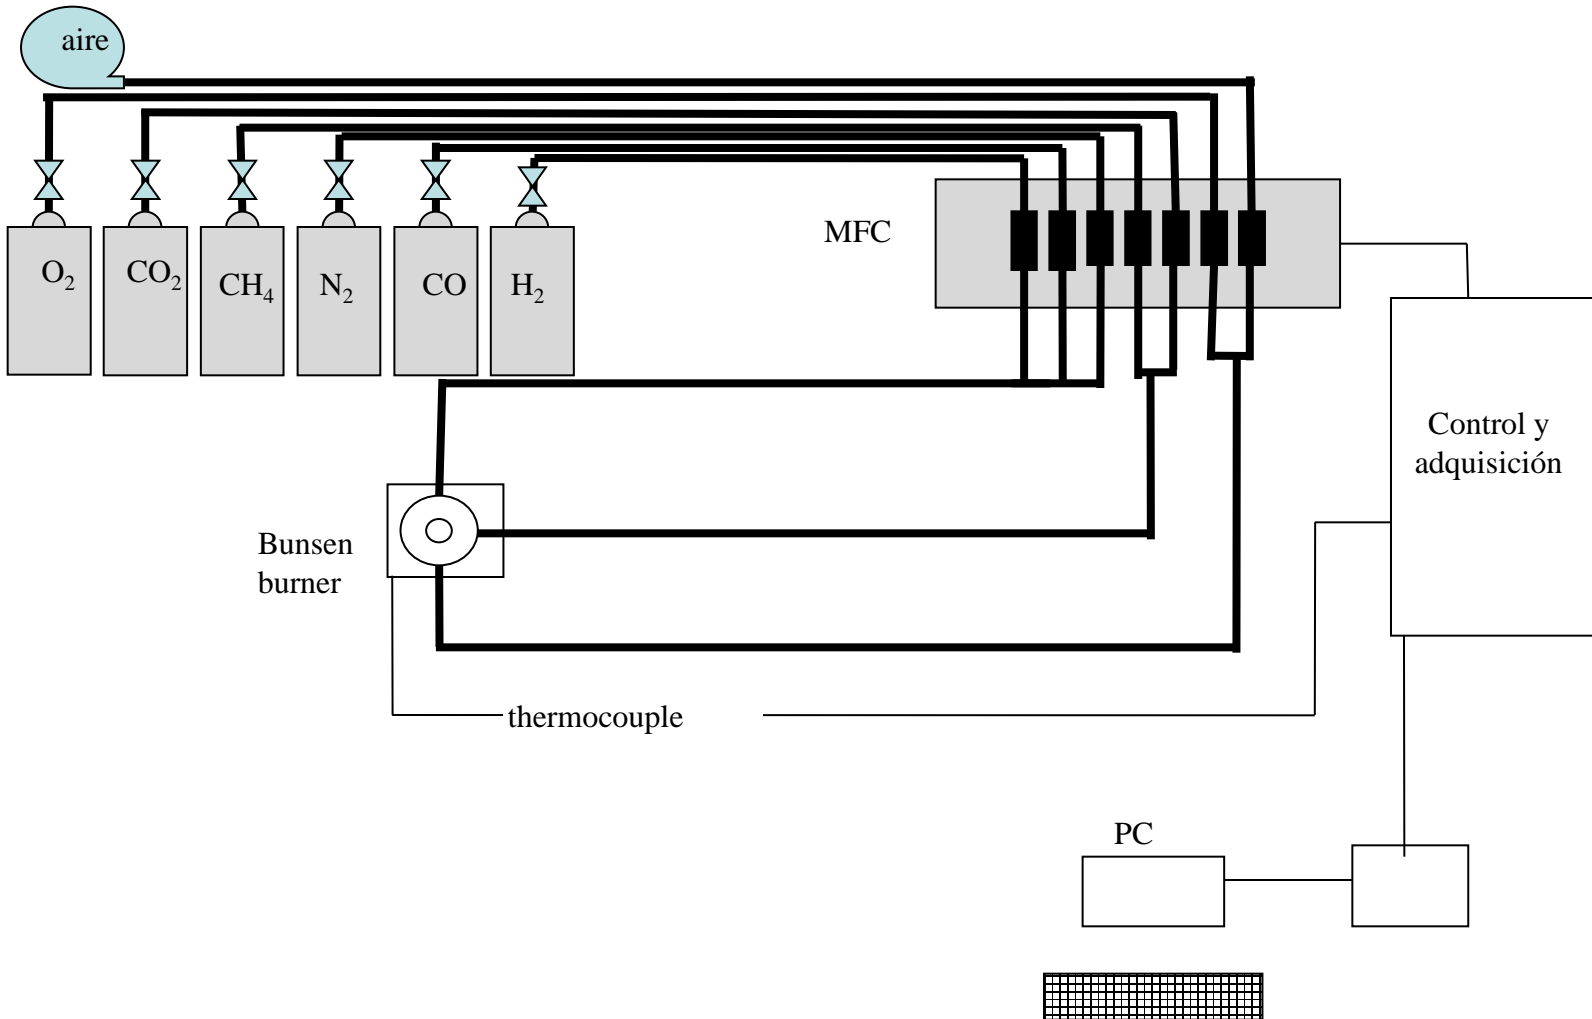 aire
O₂
CO₂
CH₄
N₂
CO
H₂
MFC
Control y
adquisición
Bunsen
burner
thermocouple
PC